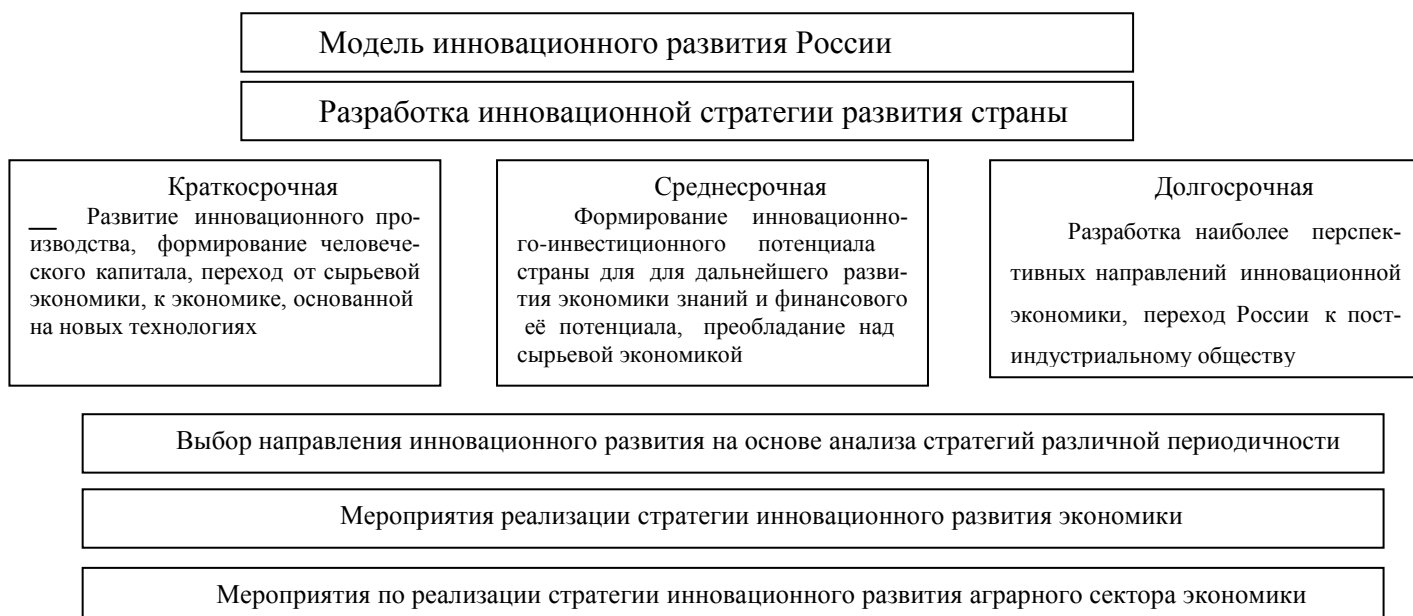 Модель инновационного развития России
Разработка инновационной стратегии развития страны
Краткосрочная
Развитие инновационного про-
изводства, формирование человече-
ского капитала, переход от сырьевой
экономики, к экономике, основанной
на новых технологиях
Среднесрочная
Формирование инновационно-
го-инвестиционного потенциала
страны для для дальнейшего разви-
тия экономики знаний и финансового
её потенциала, преобладание над
сырьевой экономикой
Долгосрочная
Разработка наиболее перспек-
тивных направлений инновационной
экономики, переход России к пост-
индустриальному обществу
Выбор направления инновационного развития на основе анализа стратегий различной периодичности
Мероприятия реализации стратегии инновационного развития экономики
Мероприятия по реализации стратегии инновационного развития аграрного сектора экономики